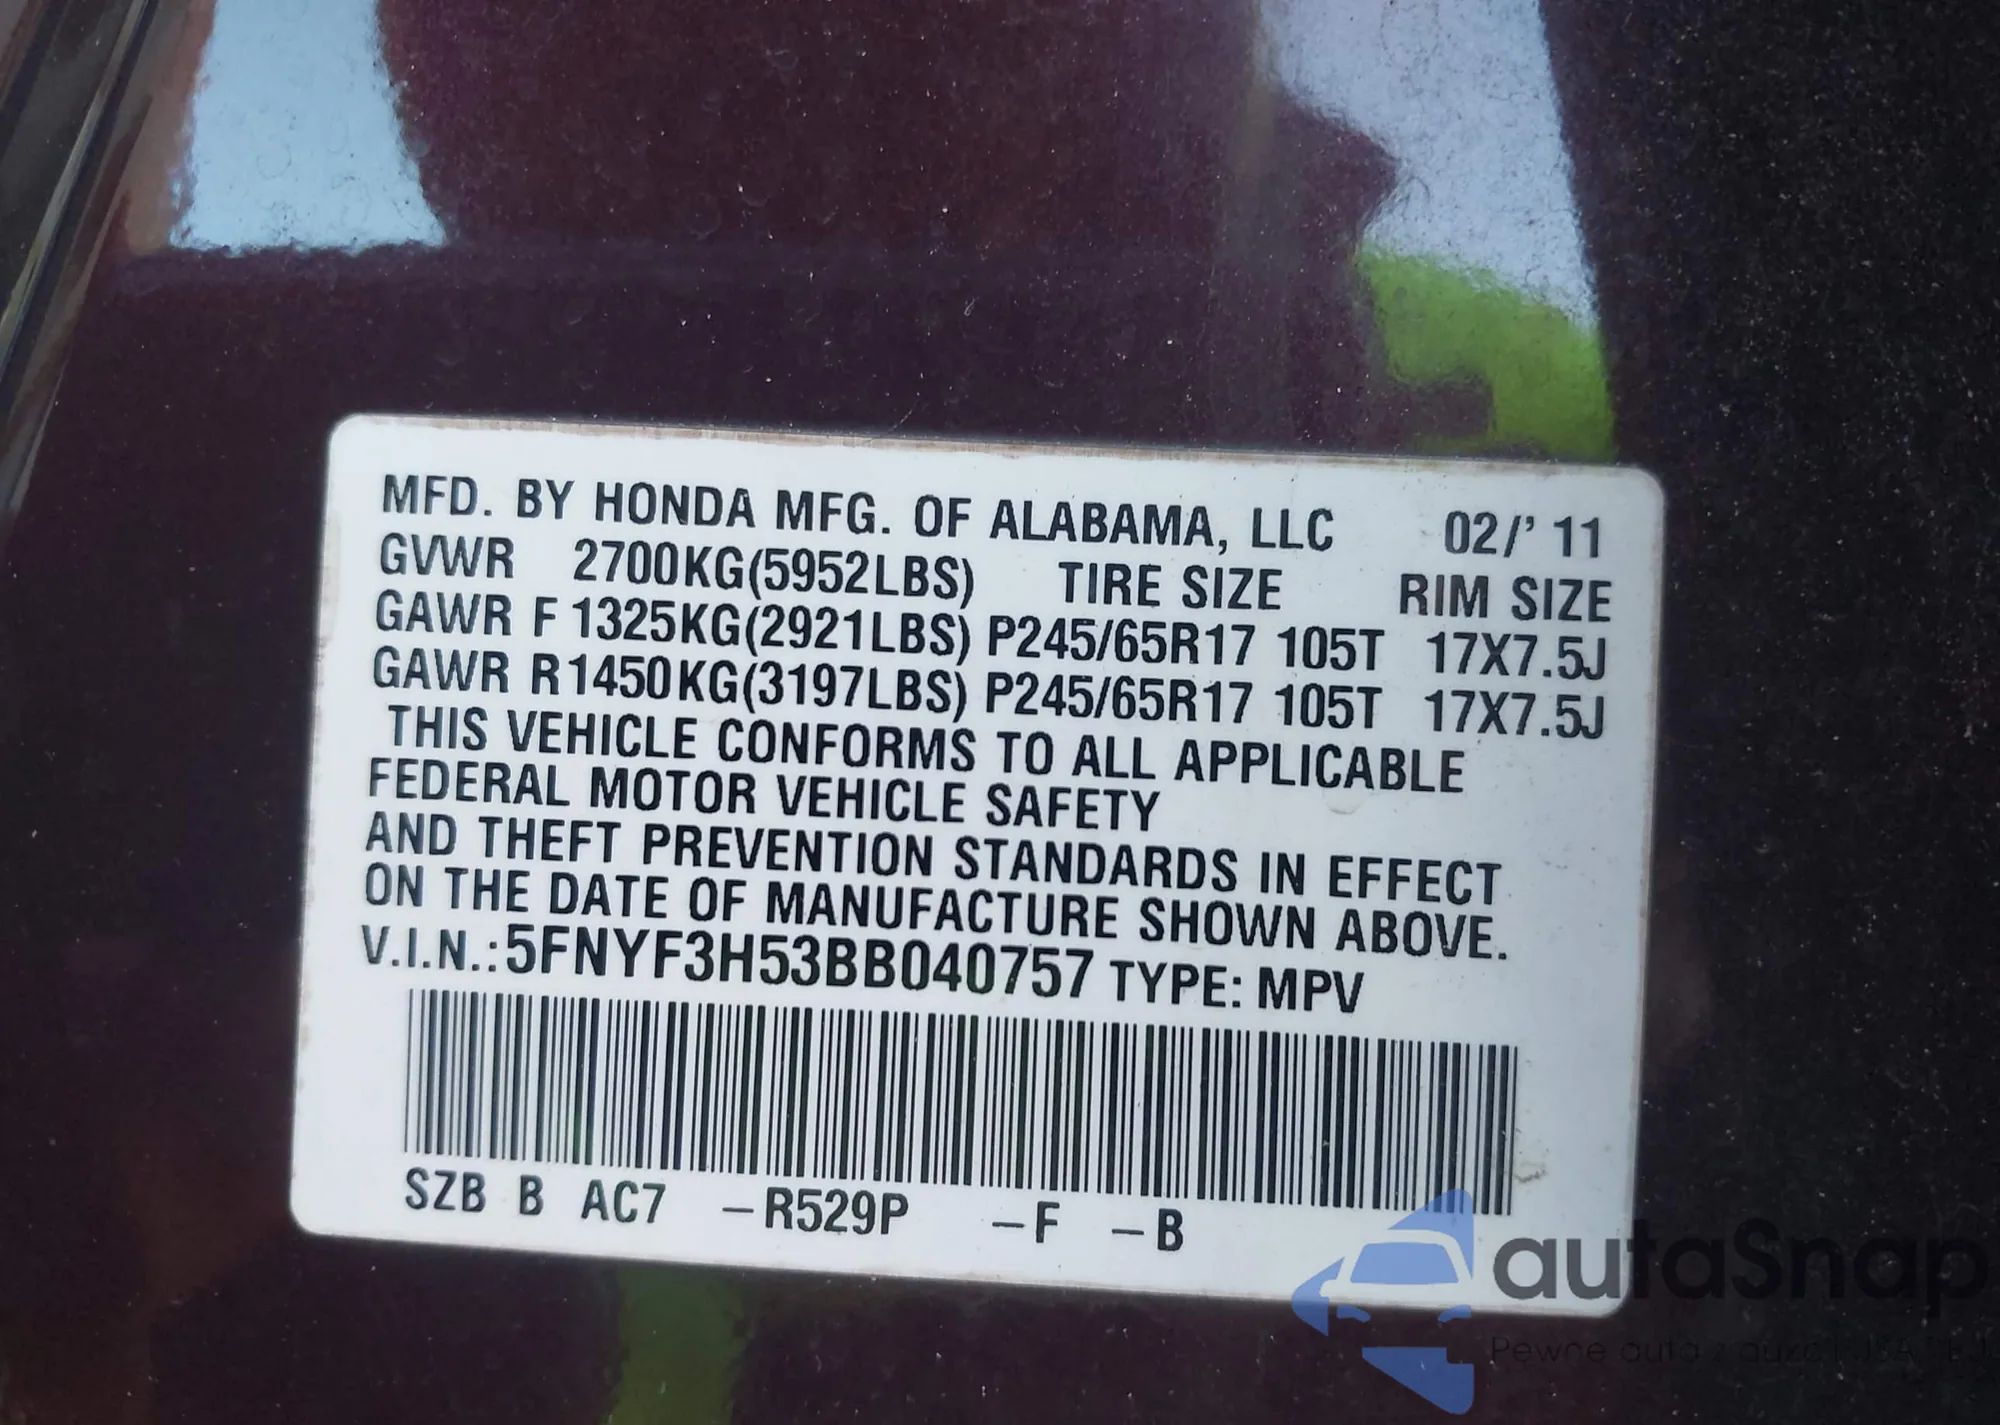 MFD. BY HONDA MFG. OF ALABAMA, LLC 02/' 11
GVWR 2700KG(5952LBS) TIRE SIZE RIM SIZE
GAWR F 1325KG(2921LBS) P245/65R17 105T 17X7.5J
GAWR R1450KG(3197LBS) P245/65R17 105T 17X7.5J
THIS VEHICLE CONFORMS TO ALL APPLICABLE
FEDERAL MOTOR VEHICLE SAFETY
AND THEFT PREVENTION STANDARDS IN EFFECT
ON THE DATE OF MANUFACTURE SHOWN ABOVE.
V.I.N.:5FNYF3H53BB040757 TYPE: MPV
SZB B AC7 –R529P –F –B
autaSnap
Pewne auta z